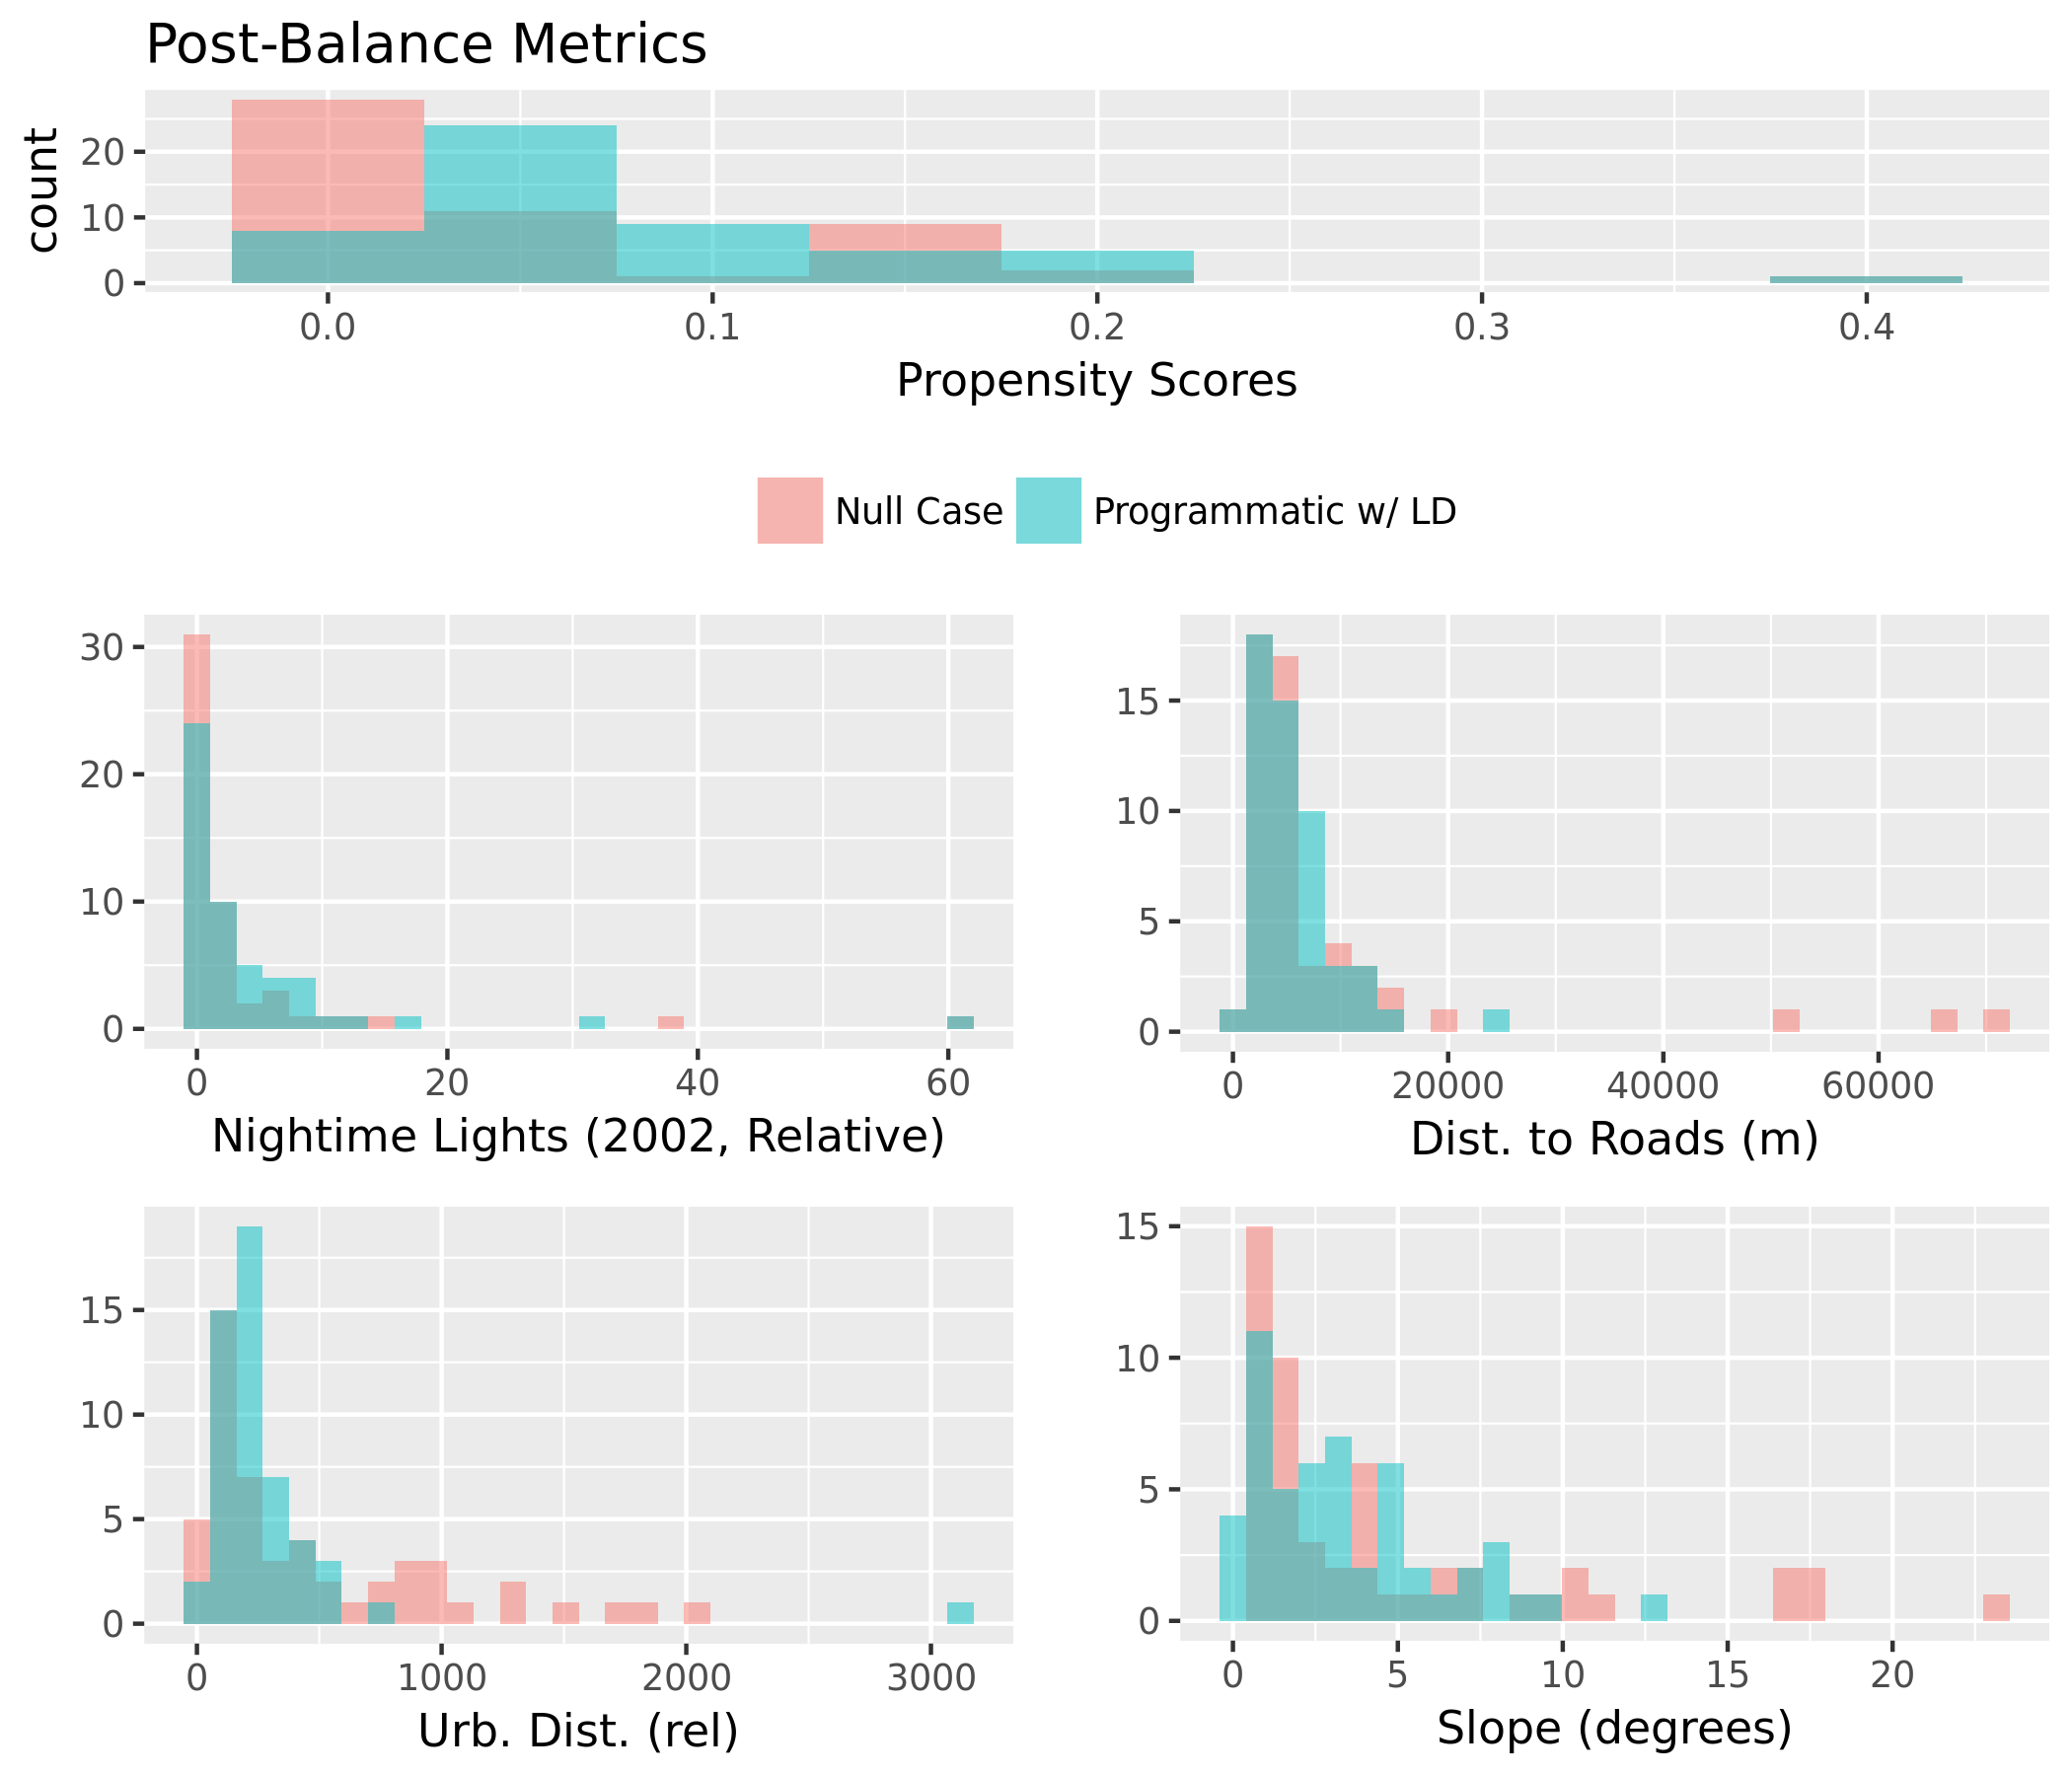 Post-Balance Metrics
count
20
10
0
0.0 0.1 0.2 0.3 0.4
Propensity Scores
Null Case Programmatic w/ LD
30
20
10
0
0 20 40 60
Nightime Lights (2002, Relative)
15
10
5
0
0 20000 40000 60000
Dist. to Roads (m)
15
10
5
0
0 1000 2000 3000
Urb. Dist. (rel)
15
10
5
0
0 5 10 15 20
Slope (degrees)